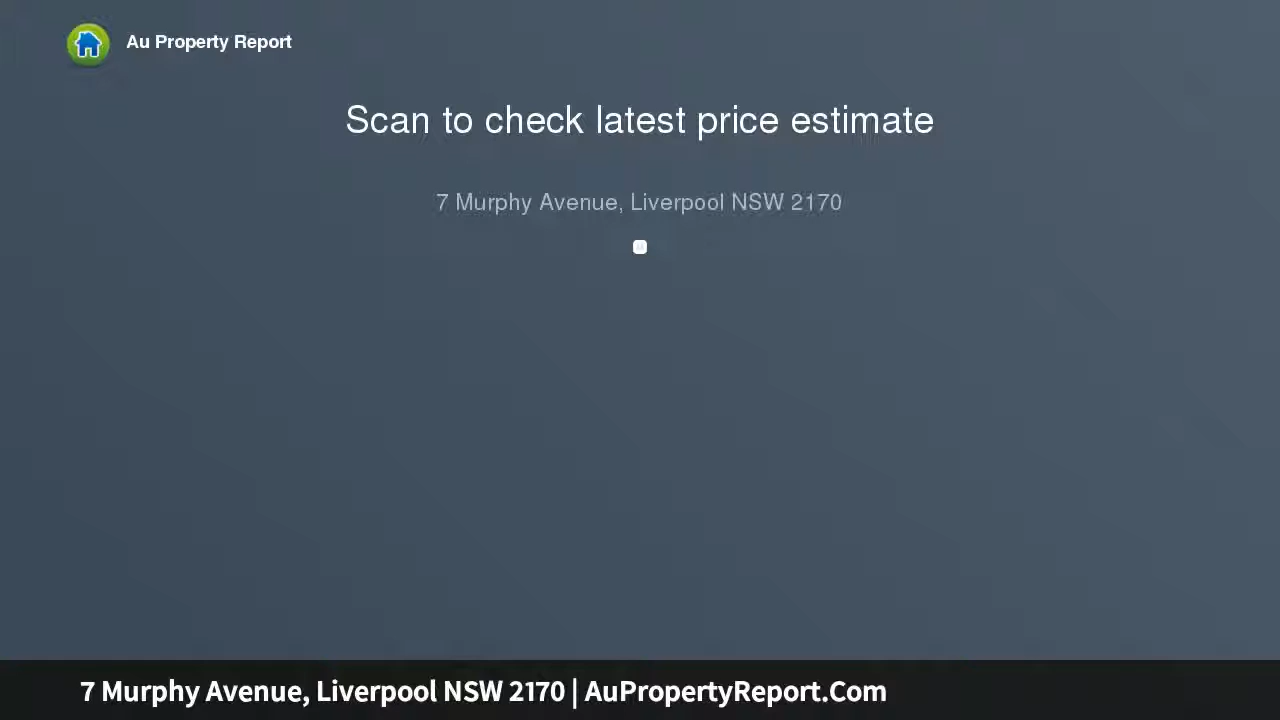 Au Property Report
Scan to check latest price estimate
7 Murphy Avenue, Liverpool NSW 2170
7 Murphy Avenue, Liverpool NSW 2170 | AuPropertyReport.Com